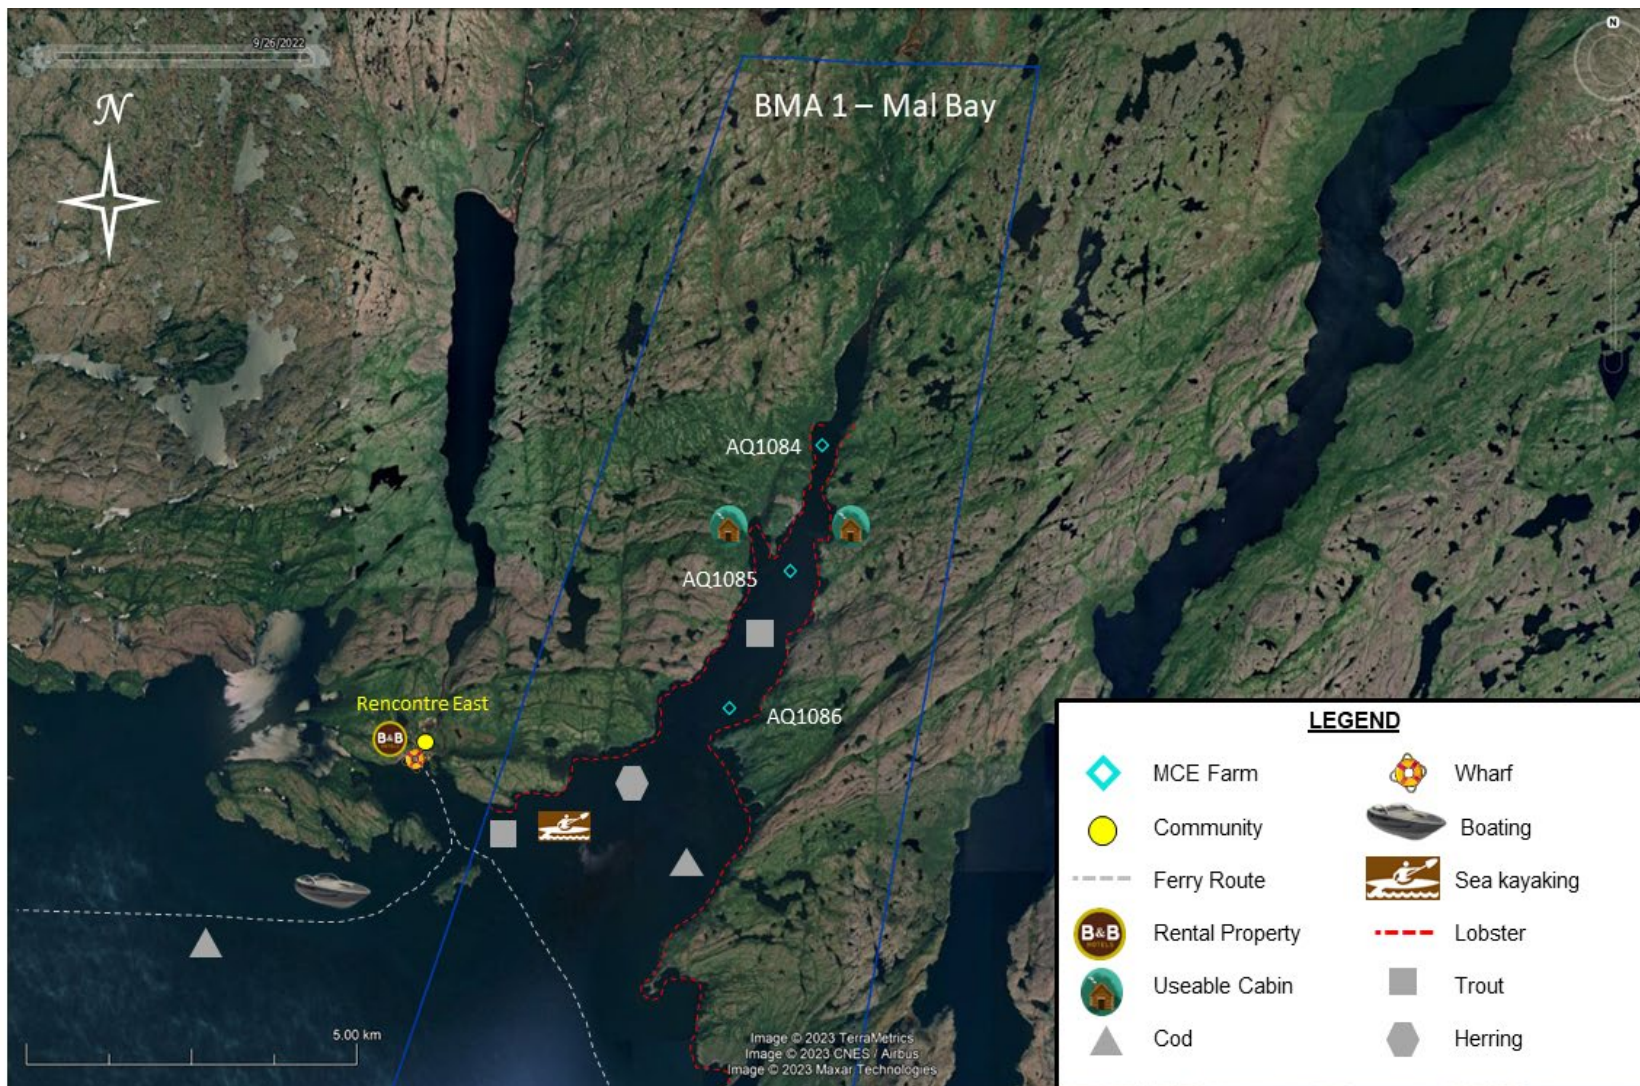 9/26/2022
N
N
BMA 1 – Mal Bay
AQ1084
AQ1085
AQ1086
Rencontre East
B&B
HOTELS
5.00 km
Image © 2023 TerraMetrics
Image © 2023 CNES / Airbus
Image © 2023 Maxar Technologies
LEGEND
MCE Farm
Wharf
Community
Boating
Ferry Route
Sea kayaking
B&B
HOTELS
Rental Property
Lobster
Useable Cabin
Trout
Cod
Herring